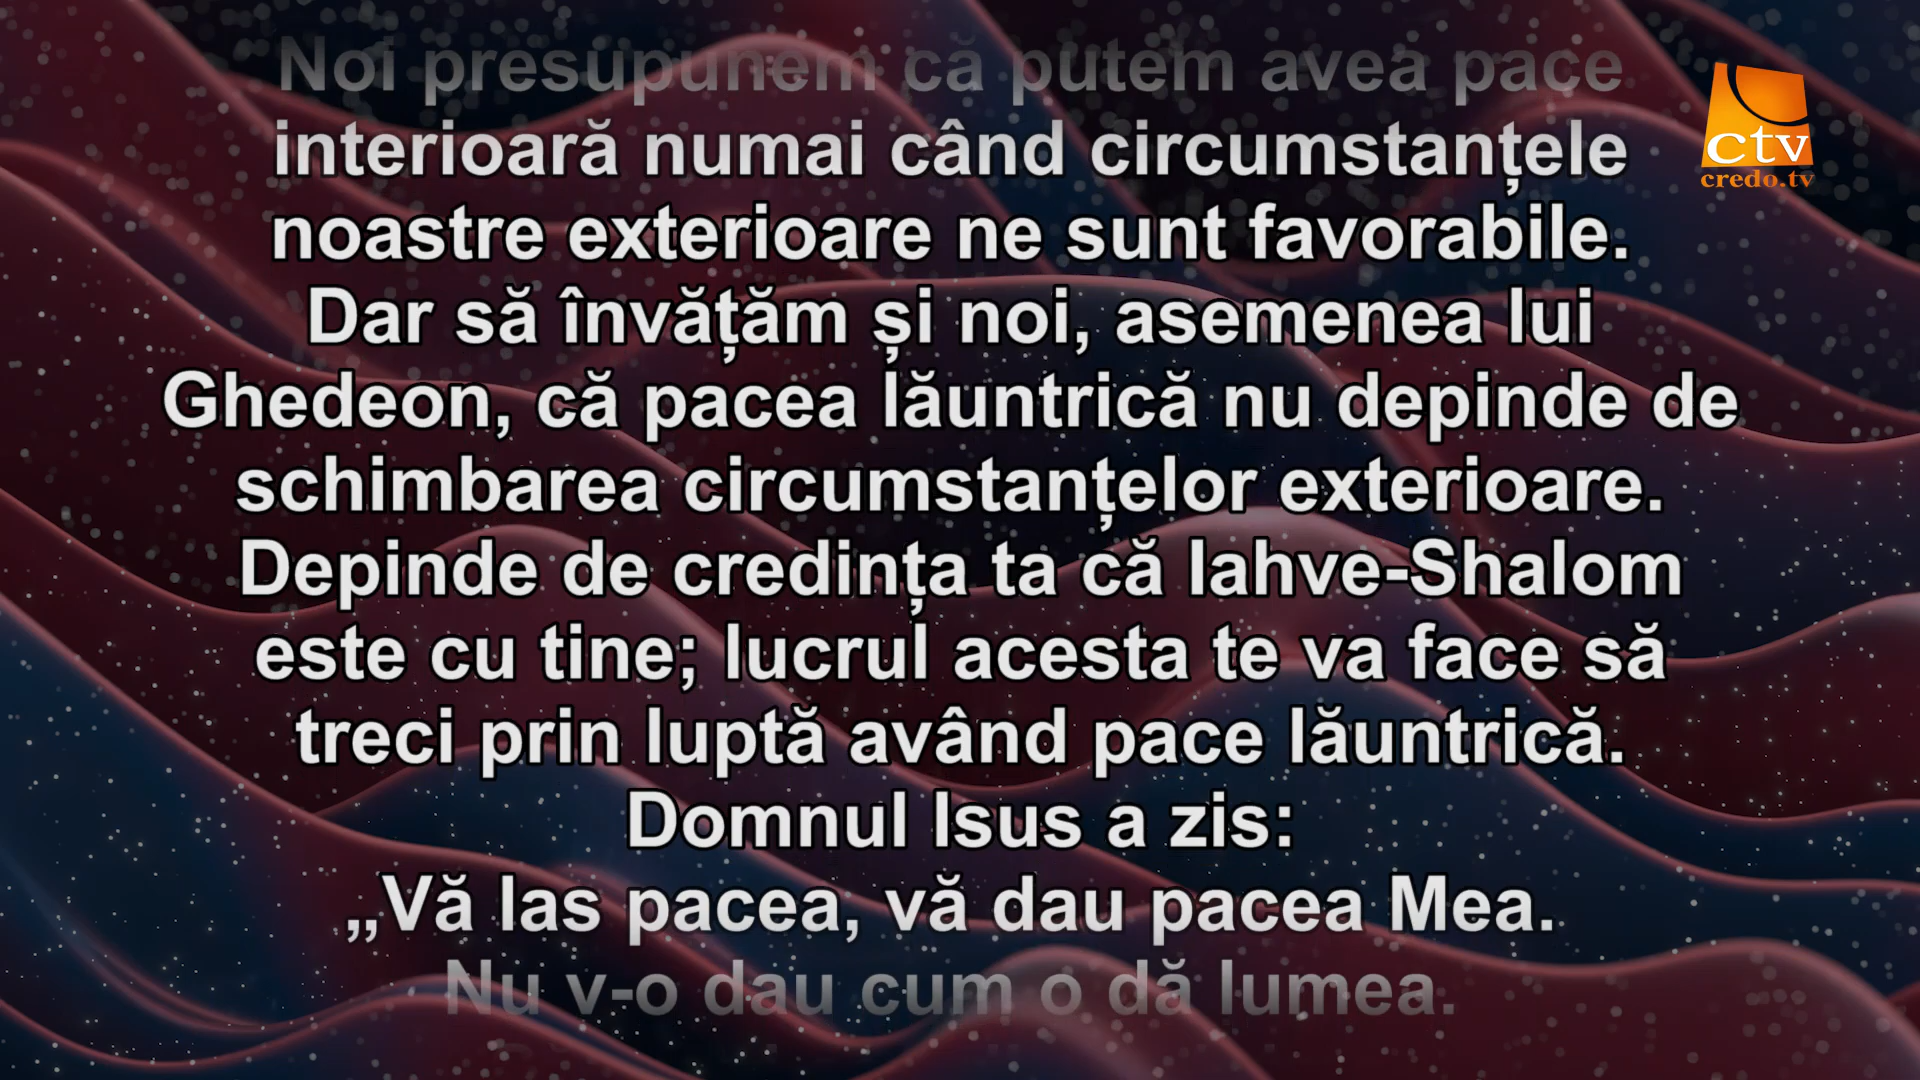 Noi presupunem că putem avea pace
interioară numai când circumstanțele
noastre exterioare ne sunt favorabile.
Dar să învățăm și noi, asemenea lui
Ghedeon, că pacea lăuntrică nu depinde de
schimbarea circumstanțelor exterioare.
Depinde de credința ta că Iahve-Shalom
este cu tine; lucrul acesta te va face să
treci prin luptă având pace lăuntrică.
Domnul Isus a zis:
„Vă las pacea, vă dau pacea Mea.
Nu v-o dau cum o dă lumea.
ctv
credo.tv